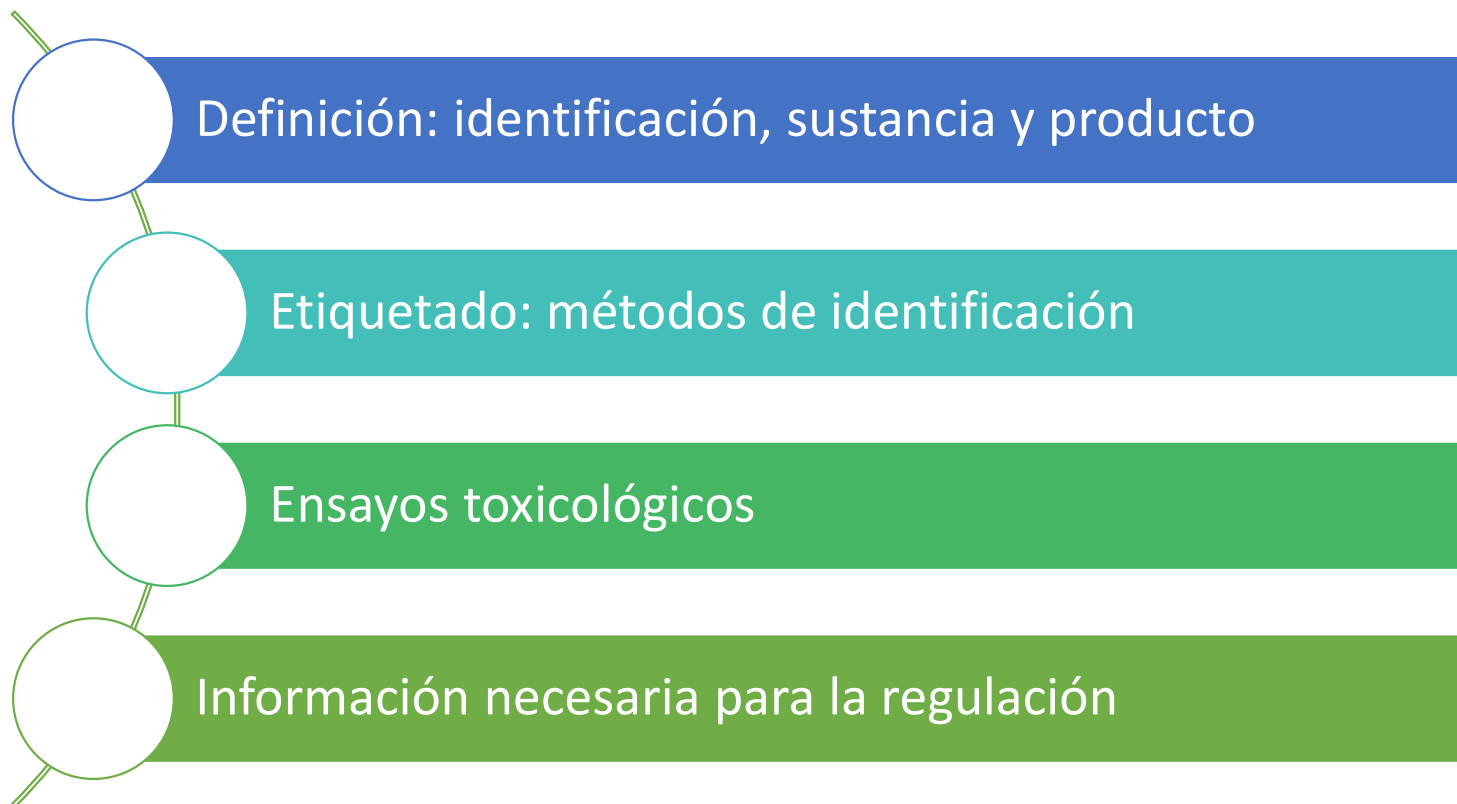 Definición: identificación, sustancia y producto
Etiquetado: métodos de identificación
Ensayos toxicológicos
Información necesaria para la regulación